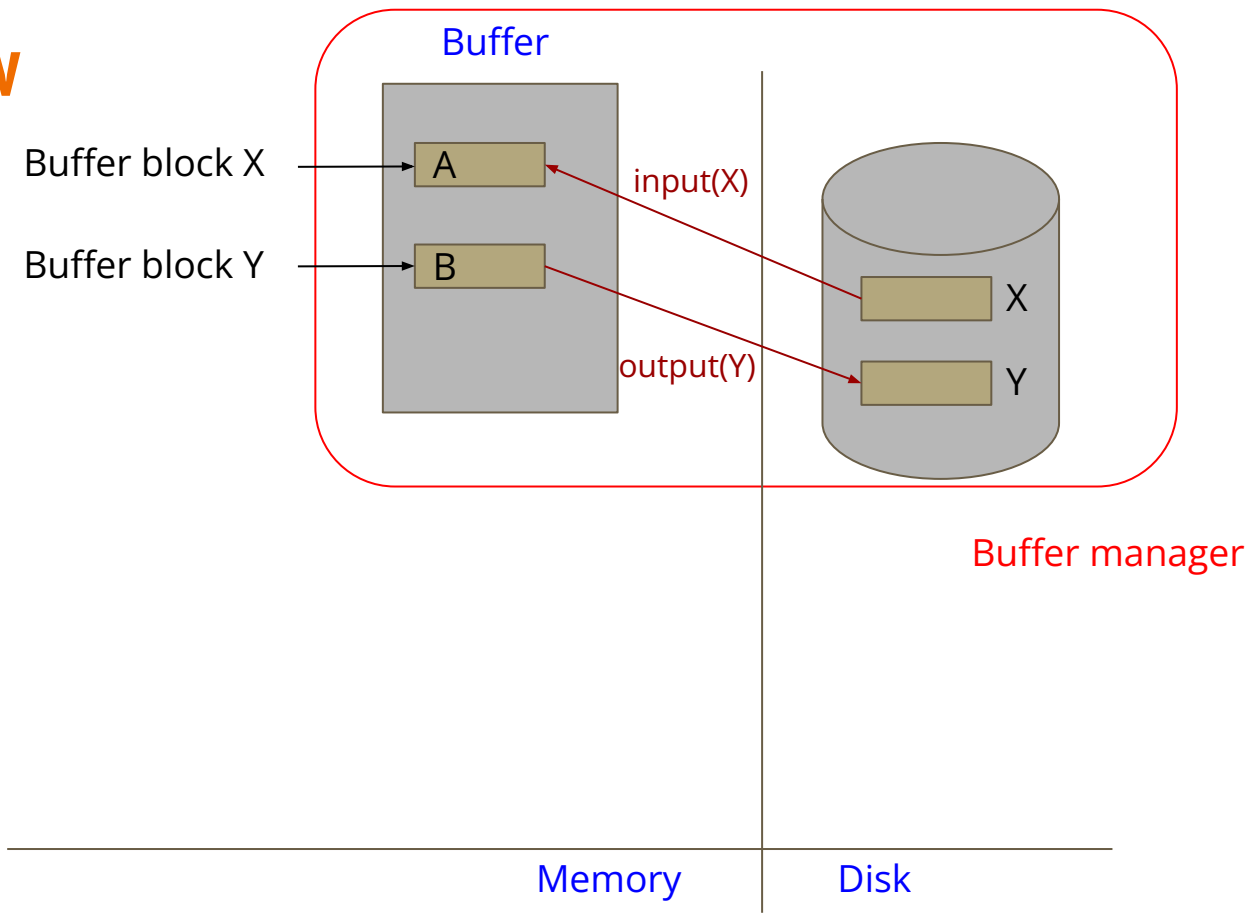 Buffer
Buffer block X
A
input(X)
Buffer block Y
B
X
output(Y)
Y
Buffer manager
Memory
Disk